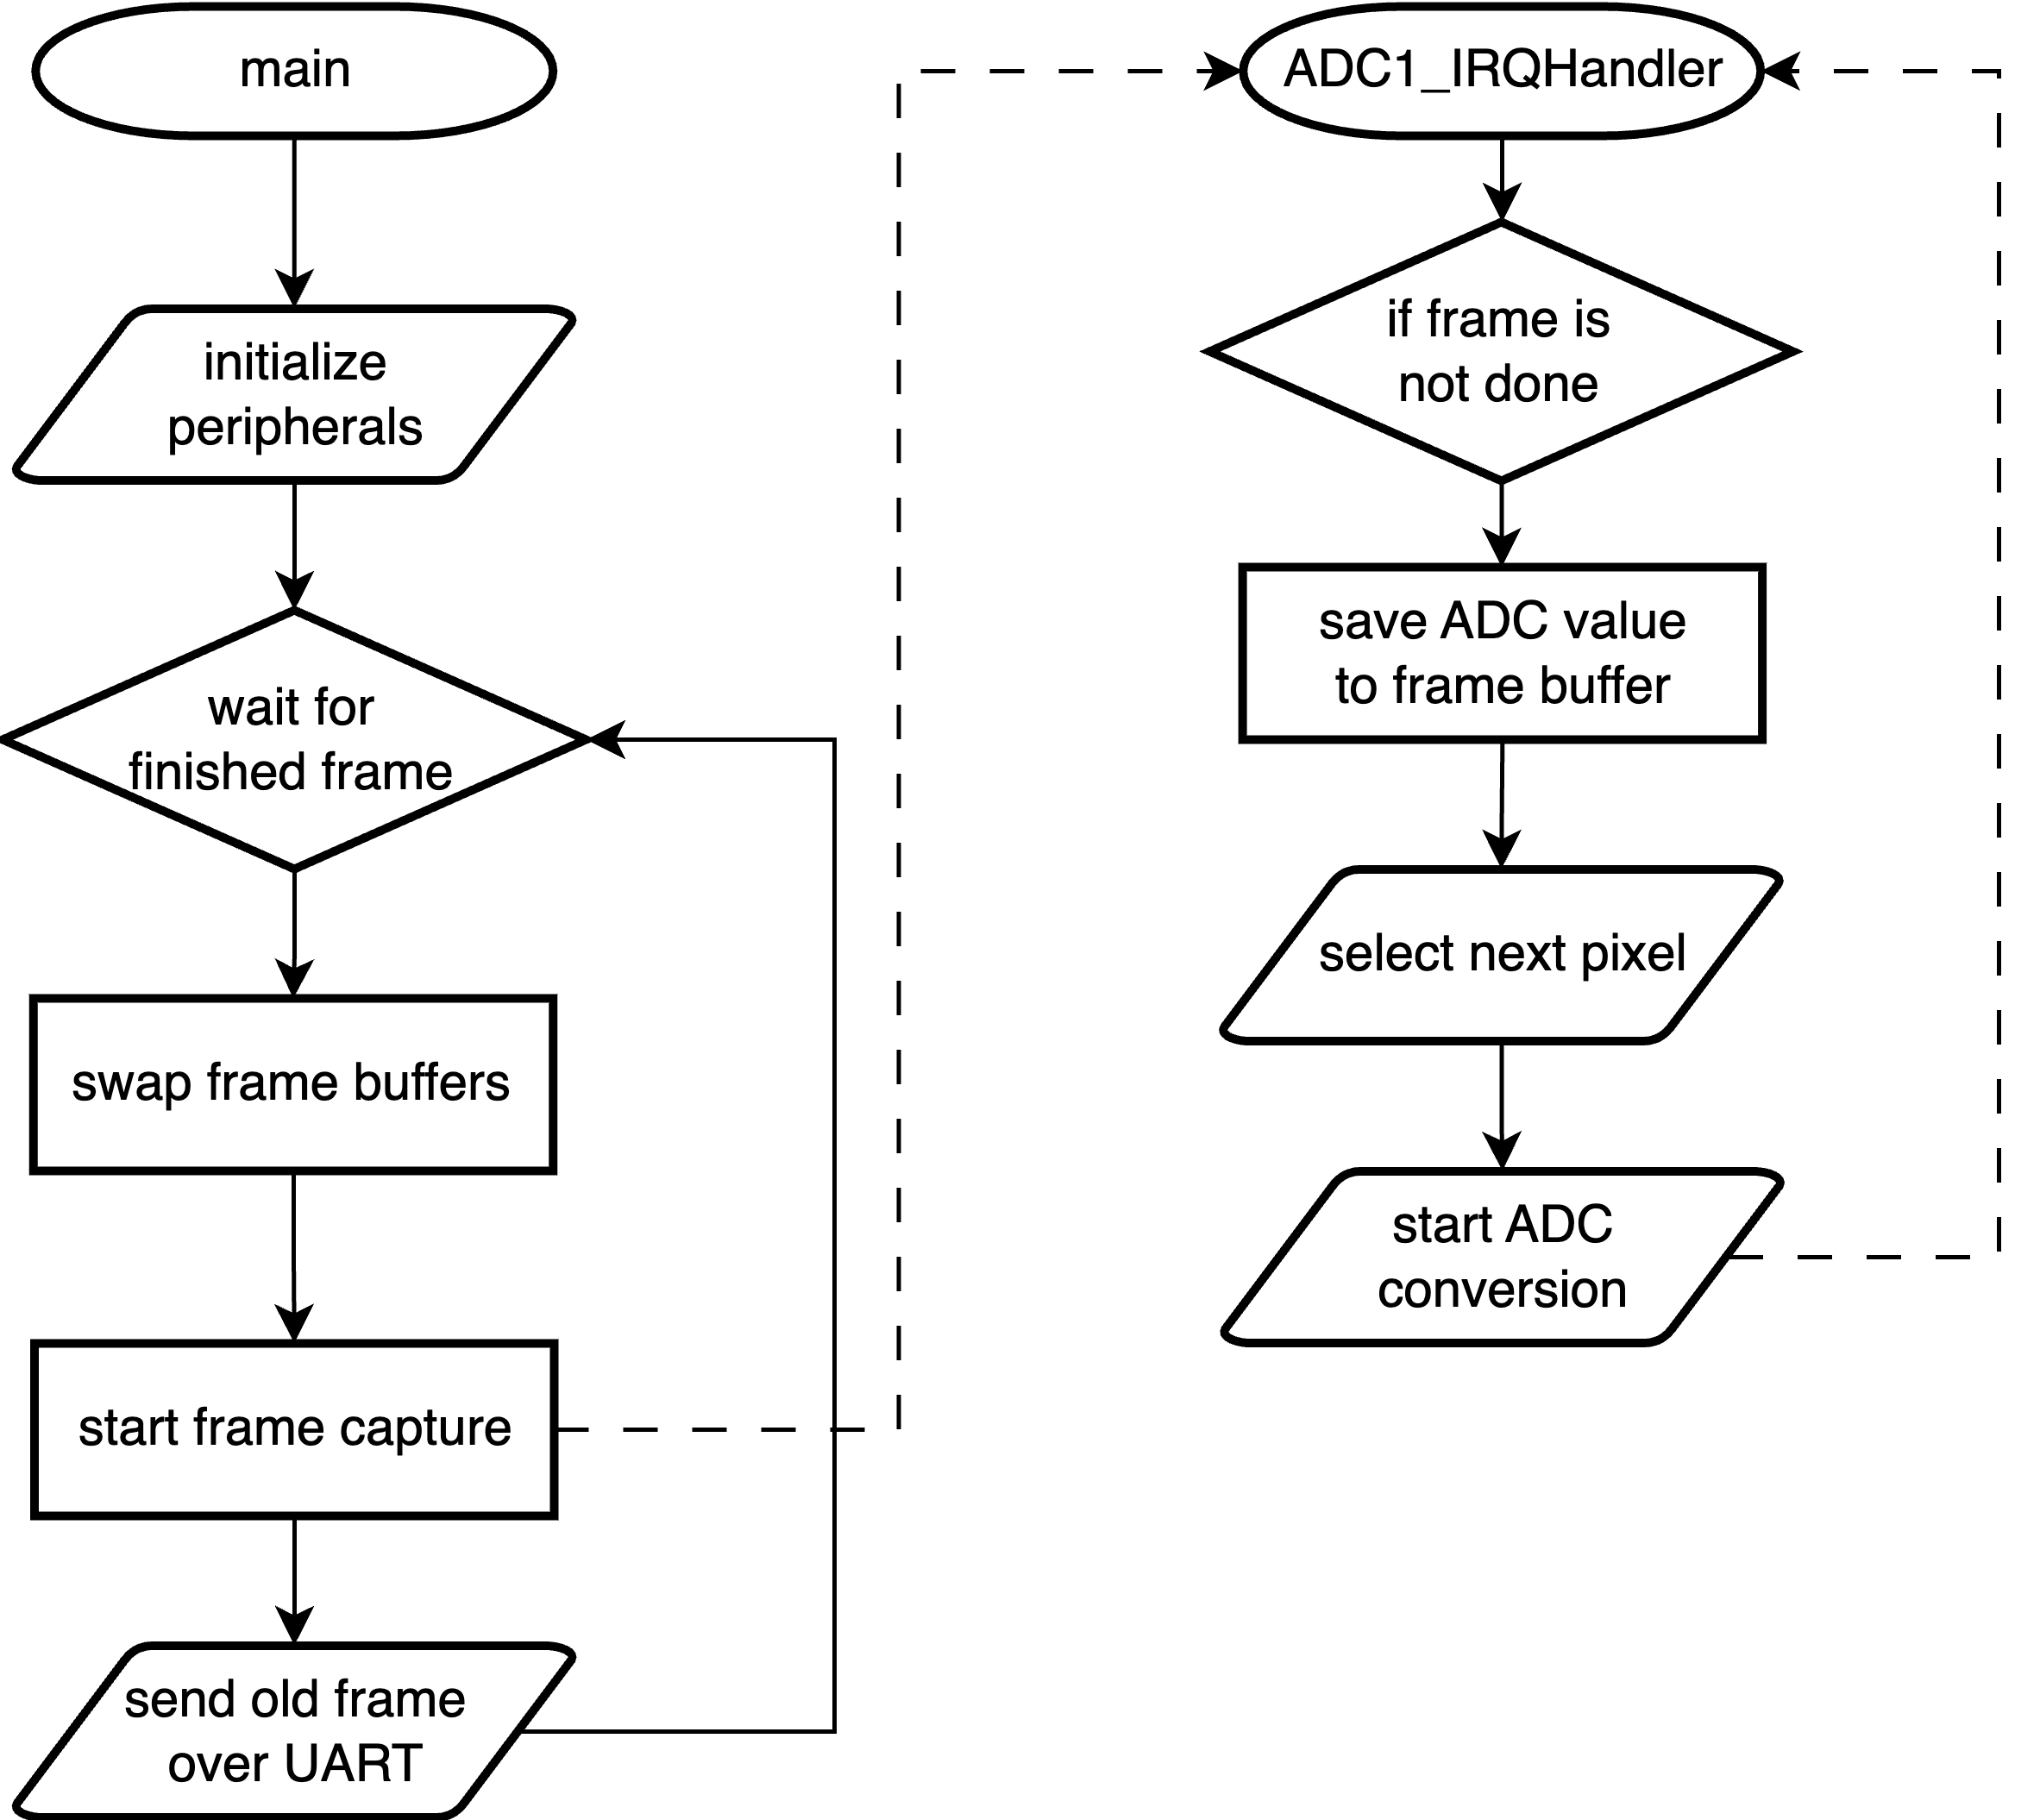 main
initialize
peripherals
wait for
finished frame
swap frame buffers
start frame capture
send old frame
over UART
ADC1_IRQHandler
if frame is
not done
save ADC value
to frame buffer
select next pixel
start ADC
conversion